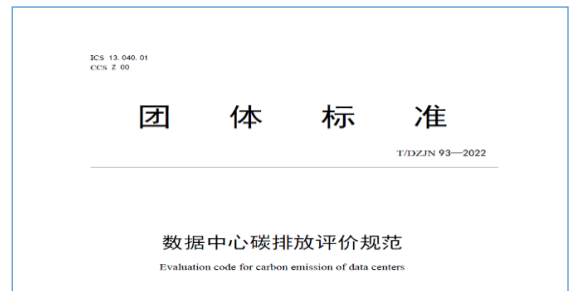 ICS 13.040.01
CCS Z 00
团 体 标 准
T/DZJN 93—2022
数据中心碳排放评价规范
Evaluation code for carbon emission of data centers